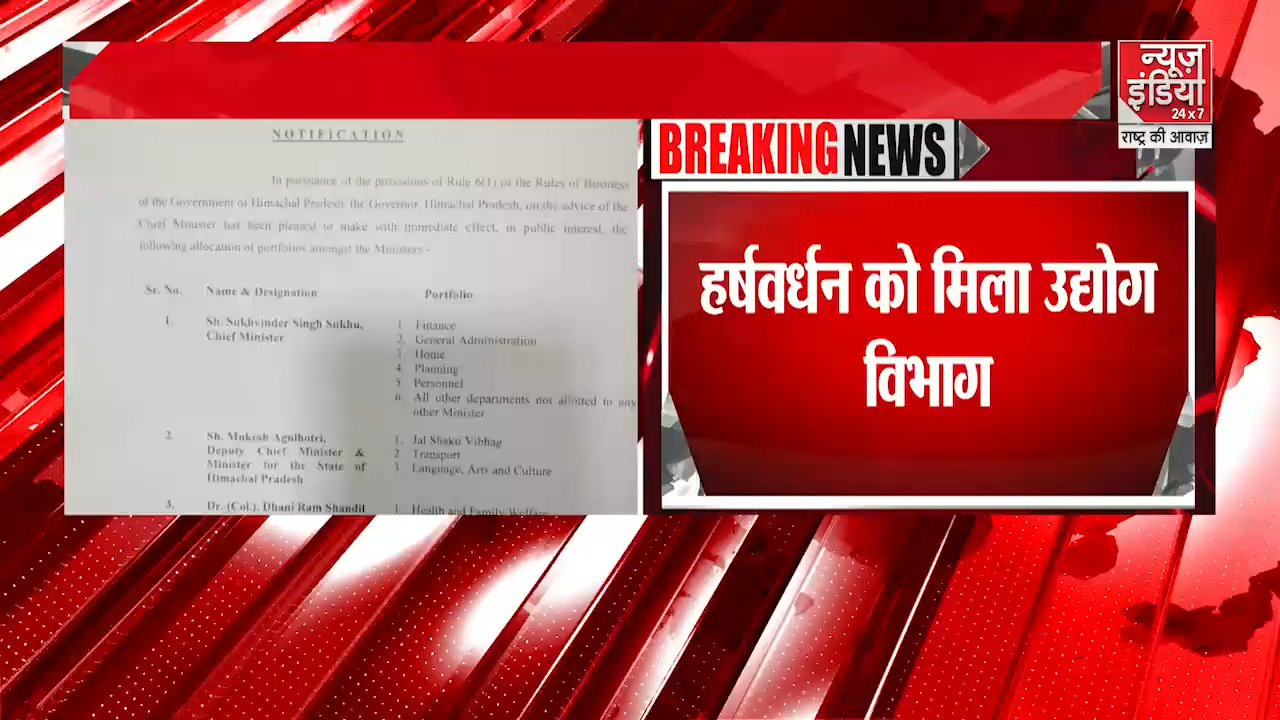 न्यूज़
इंडिया
24x7
राष्ट्र की आवाज़
BREAKING NEWS
हर्षवर्धन को मिला उद्योग
विभाग
NOTIFICATION
In pursuance of the provisions of Rule 6(1) of the Rules of Business
of the Government of Himachal Pradesh, the Governor, Himachal Pradesh, on the advice of the
Chief Minister has been pleased to make with immediate effect, in public interest, the
following allocation of portfolios amongst the Ministers:-
Sr. No. Name & Designation Portfolio
1. Sh. Sukhvinder Singh Sukhu, 1. Finance
Chief Minister 2. General Administration
3. Home
4. Planning
5. Personnel
6. All other departments not allotted to any
other Minister
2. Sh. Mukesh Agnihotri, 1. Jal Shakti Vibhag
Deputy Chief Minister & 2. Transport
Minister for the State of 3. Language, Arts and Culture
Himachal Pradesh
3. Dr. (Col.). Dhani Ram Shandil 1. Health and Family Welfare